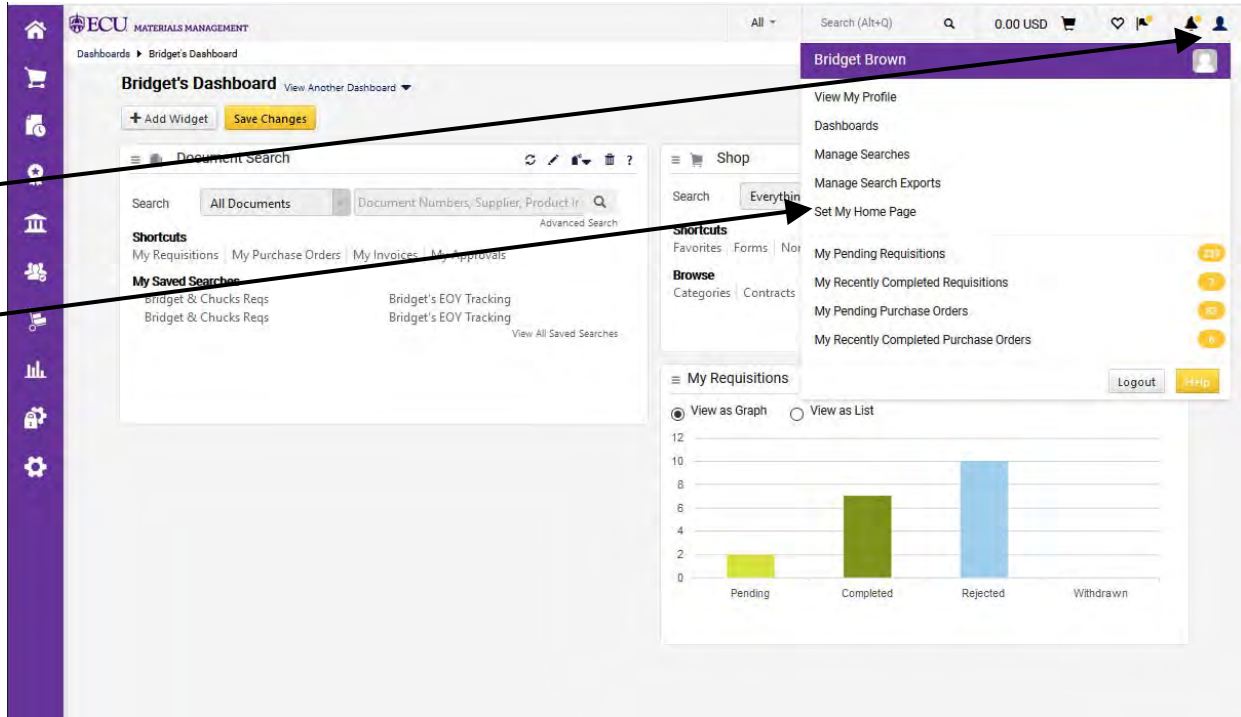 ECU MATERIALS MANAGEMENT
All
Search (Alt+Q)
0.00 USD
Dashboards Bridget's Dashboard
Bridget's Dashboard View Another Dashboard
+ Add Widget Save Changes
Document Search ?
Search All Documents Document Numbers, Supplier, Product Ir
Advanced Search
Shortcuts
My Requisitions My Purchase Orders My Invoices My Approvals
My Saved Searches
Bridget & Chucks Reqs Bridget's EOY Tracking
Bridget & Chucks Reqs Bridget's EOY Tracking
View All Saved Searches
Shop
Search Everythin
Shortcuts
Favorites Forms Nor
Browse
Categories Contracts
Bridget Brown
View My Profile
Dashboards
Manage Searches
Manage Search Exports
Set My Home Page
My Pending Requisitions
My Recently Completed Requisitions 7
My Pending Purchase Orders
My Recently Completed Purchase Orders
Logout Help
My Requisitions
View as Graph View as List
12
10
8
6
4
2
0
Pending Completed Rejected Withdrawn